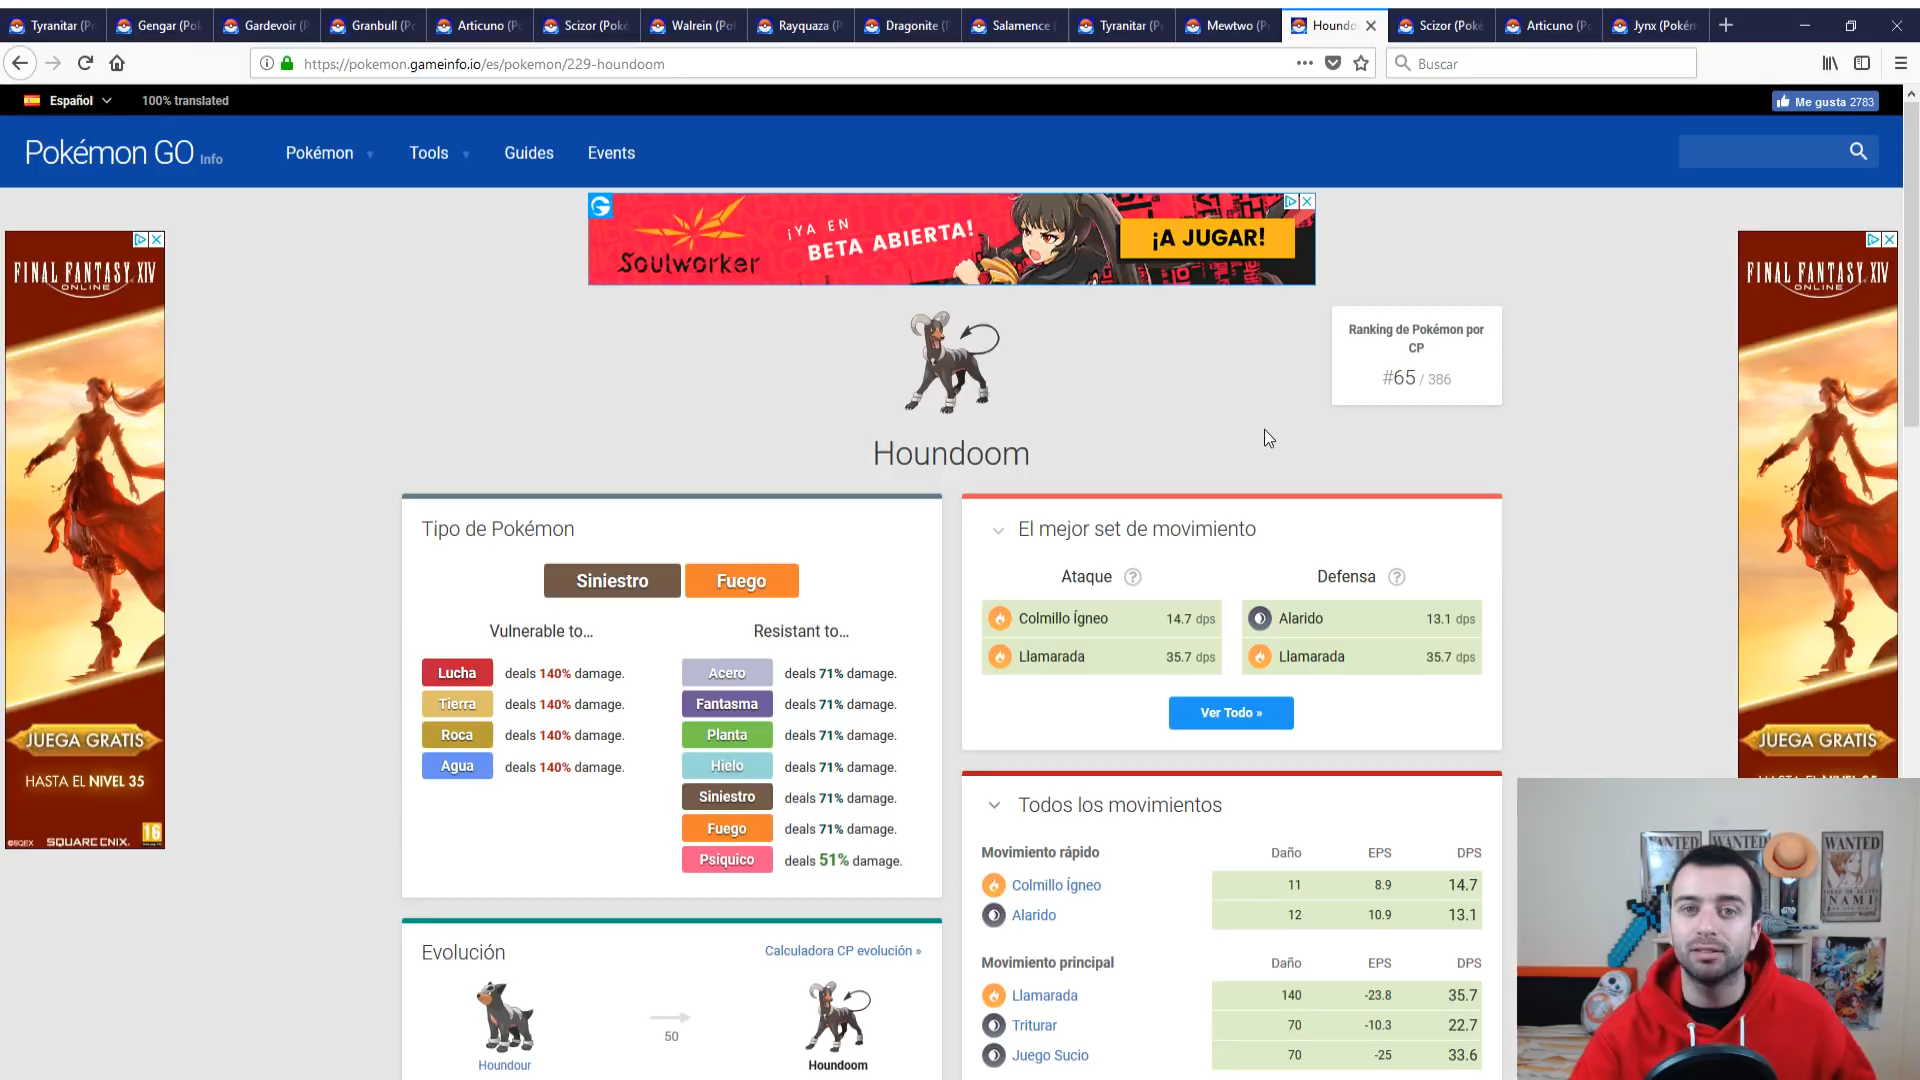 Tyranitar (P
Gengar (Pok
Gardevoir (P
Granbull (P
Articuno (P
Scizor (Poké
Walrein (Po
Rayquaza (P
Dragonite (
Salamence (
Tyranitar (P
Mewtwo (P
Houndo
Scizor (Poké
Articuno (P
Jynx (Pokém
https://pokemon.gameinfo.io/es/pokemon/229-houndoom
Buscar
Español
100% translated
Me gusta 2783
Pokémon GO Info
Pokémon
Tools
Guides
Events
SoulWorker
¡YA EN
BETA ABIERTA!
¡A JUGAR!
FINAL FANTASY XIV
ONLINE
JUEGA GRATIS
HASTA EL NIVEL 35
©SQEX SQUARE ENIX. 16
FINAL FANTASY XIV
ONLINE
JUEGA GRATIS
HASTA EL NIVEL 35
Ranking de Pokémon por
CP
#65 / 386
Houndoom
Tipo de Pokémon
Siniestro Fuego
Vulnerable to...
Lucha deals 140% damage.
Tierra deals 140% damage.
Roca deals 140% damage.
Agua deals 140% damage.
Resistant to...
Acero deals 71% damage.
Fantasma deals 71% damage.
Planta deals 71% damage.
Hielo deals 71% damage.
Siniestro deals 71% damage.
Fuego deals 71% damage.
Psíquico deals 51% damage.
Evolución
Calculadora CP evolución »
50
Houndour
Houndoom
El mejor set de movimiento
Ataque ?
Colmillo Ígneo 14.7 dps
Llamarada 35.7 dps
Defensa ?
Alarido 13.1 dps
Llamarada 35.7 dps
Ver Todo »
Todos los movimientos
Movimiento rápido Daño EPS DPS
Colmillo Ígneo 11 8.9 14.7
Alarido 12 10.9 13.1
Movimiento principal Daño EPS DPS
Llamarada 140 -23.8 35.7
Triturar 70 -10.3 22.7
Juego Sucio 70 -25 33.6
WANTED
WANTED
WANTED
NAMI